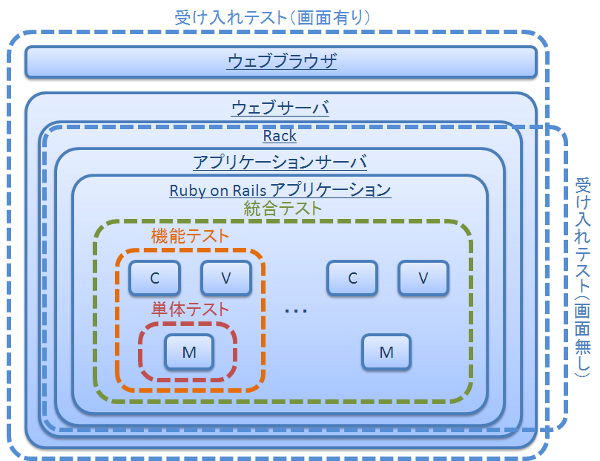 受け入れテスト(画面有り)
ウェブブラウザ
ウェブサーバ
Rack
アプリケーションサーバ
Ruby on Rails アプリケーション
統合テスト
機能テスト
C V
C V
単体テスト
…
M
M
受け入れテスト(画面無し)